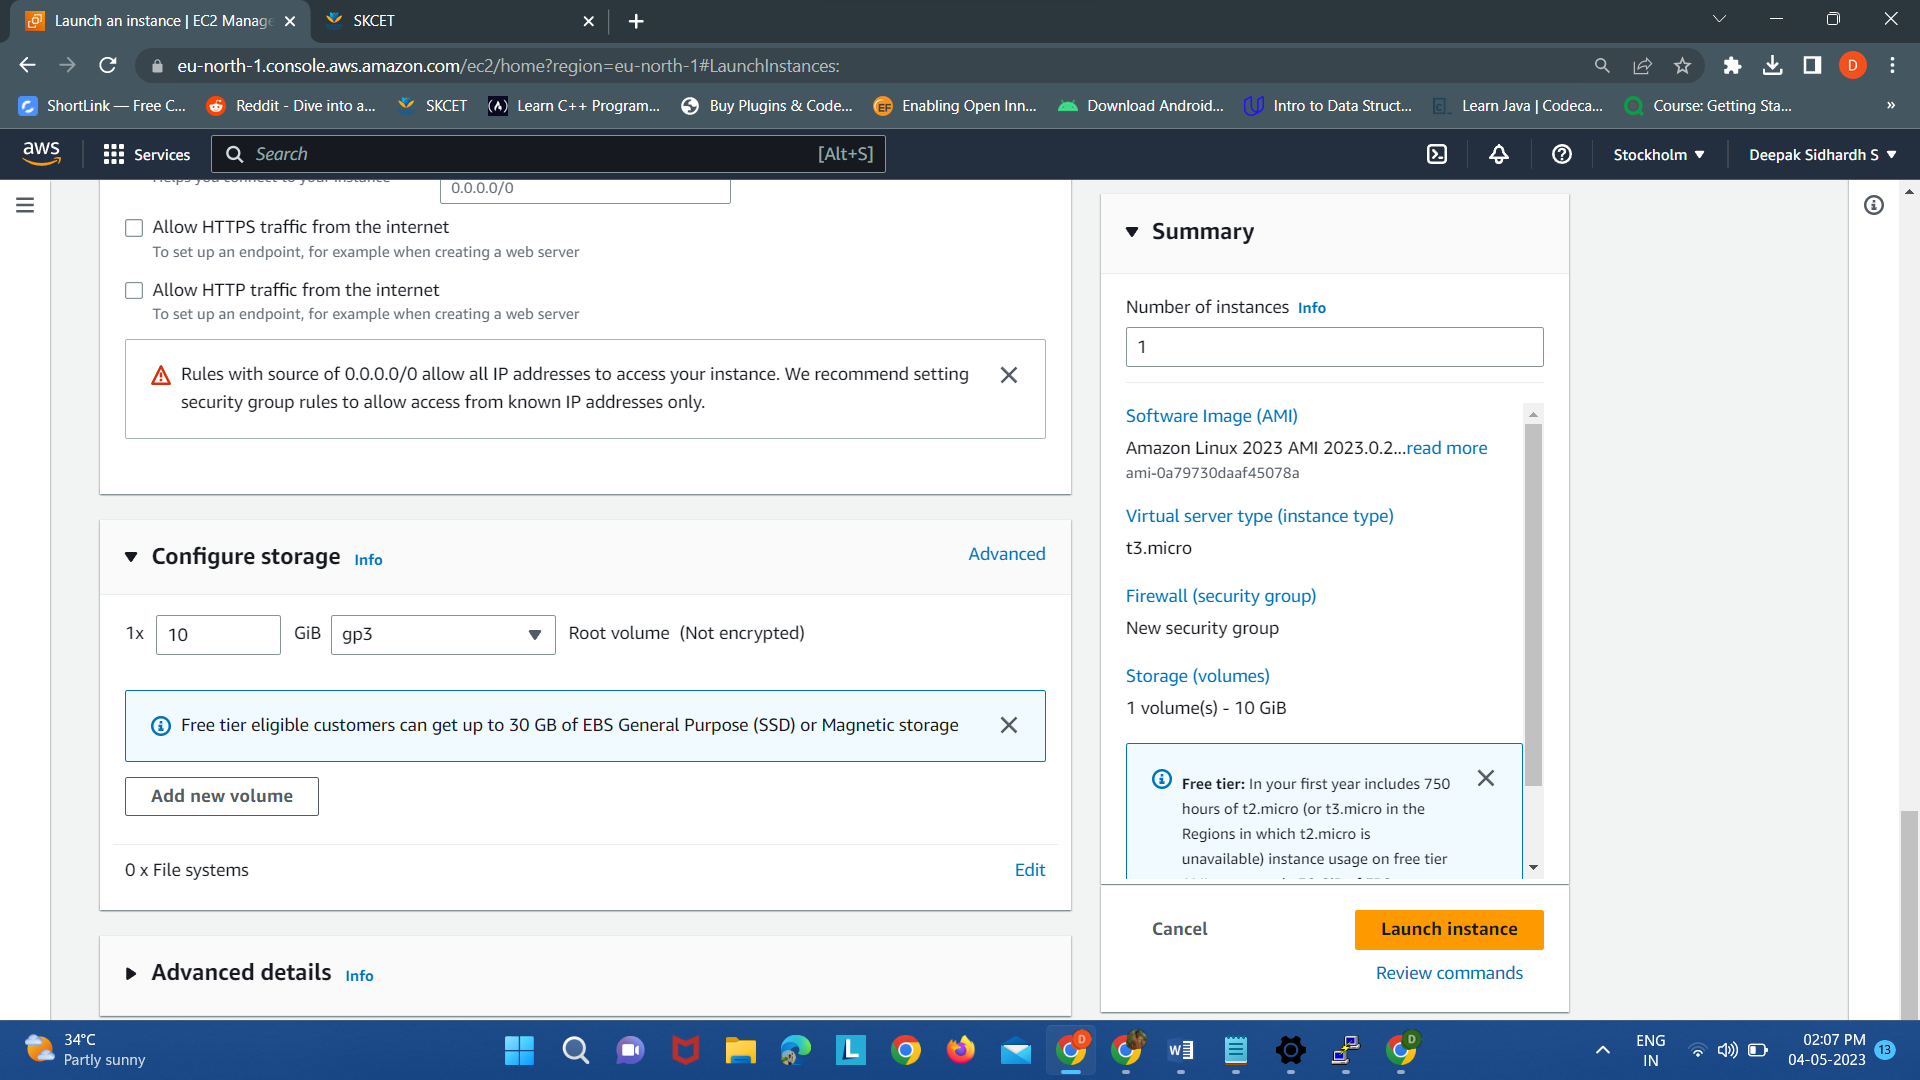 Launch an instance | EC2 Manage
SKCET
eu-north-1.console.aws.amazon.com/ec2/home?region=eu-north-1#LaunchInstances:
D
ShortLink — Free C...
Reddit - Dive into a...
SKCET
Learn C++ Program...
Buy Plugins & Code...
Enabling Open Inn...
Download Android...
Intro to Data Struct...
Learn Java | Codeca...
Course: Getting Sta...
»
aws
Services
Search
[Alt+S]
Stockholm
Deepak Sidhardh S
Helps you connect to your instance
0.0.0.0/0
Allow HTTPS traffic from the internet
To set up an endpoint, for example when creating a web server
Allow HTTP traffic from the internet
To set up an endpoint, for example when creating a web server
Rules with source of 0.0.0.0/0 allow all IP addresses to access your instance. We recommend setting
security group rules to allow access from known IP addresses only.
Configure storage Info
Advanced
1x 10 GiB gp3 Root volume (Not encrypted)
Free tier eligible customers can get up to 30 GB of EBS General Purpose (SSD) or Magnetic storage
Add new volume
0 x File systems
Edit
Advanced details Info
Summary
Number of instances Info
1
Software Image (AMI)
Amazon Linux 2023 AMI 2023.0.2...read more
ami-0a79730daaf45078a
Virtual server type (instance type)
t3.micro
Firewall (security group)
New security group
Storage (volumes)
1 volume(s) - 10 GiB
Free tier: In your first year includes 750
hours of t2.micro (or t3.micro in the
Regions in which t2.micro is
unavailable) instance usage on free tier
Cancel
Launch instance
Review commands
34°C
Partly sunny
ENG
IN
02:07 PM
04-05-2023
13